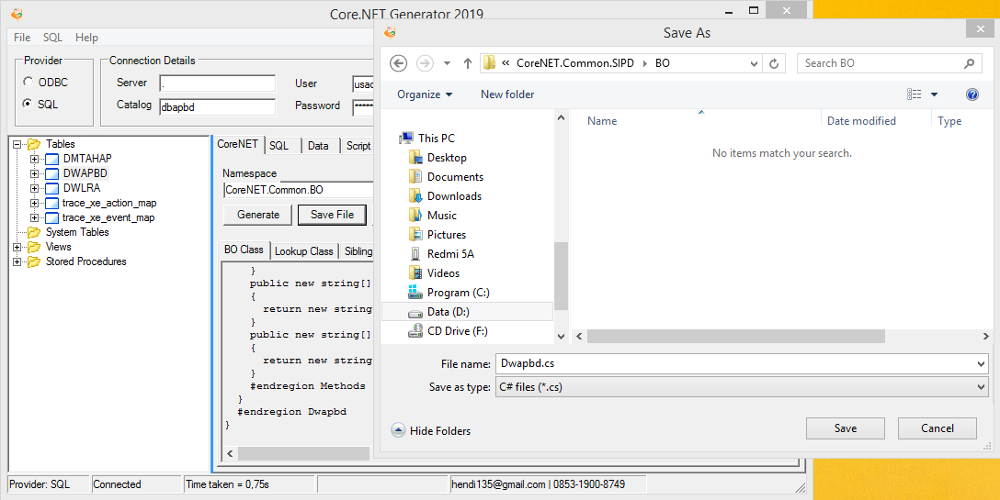 Core.NET Generator 2019
File SQL Help
Provider
ODBC
SQL
Connection Details
Server .
Catalog dbapbd
User
Password ******
Tables
DMTAHAP
DWAPBD
DWLRA
trace_xe_action_map
trace_xe_event_map
System Tables
Views
Stored Procedures
CoreNET SQL Data Script
Namespace
CoreNET.Common.BO
Generate Save File
BO Class Lookup Class Sibling
}
public new string[]
{
return new string
}
public new string[]
{
return new string
}
#endregion Methods
}
#endregion Dwapbd
}
Provider: SQL Connected Time taken = 0,75s hendi135@gmail.com | 0853-1900-8749
Save As
« CoreNET.Common.SIPD BO
Search BO
Organize New folder
This PC
Desktop
Documents
Downloads
Music
Pictures
Redmi 5A
Videos
Program (C:)
Data (D:)
CD Drive (F:)
Name Date modified Type
No items match your search.
File name: Dwapbd.cs
Save as type: C# files (*.cs)
Hide Folders
Save Cancel